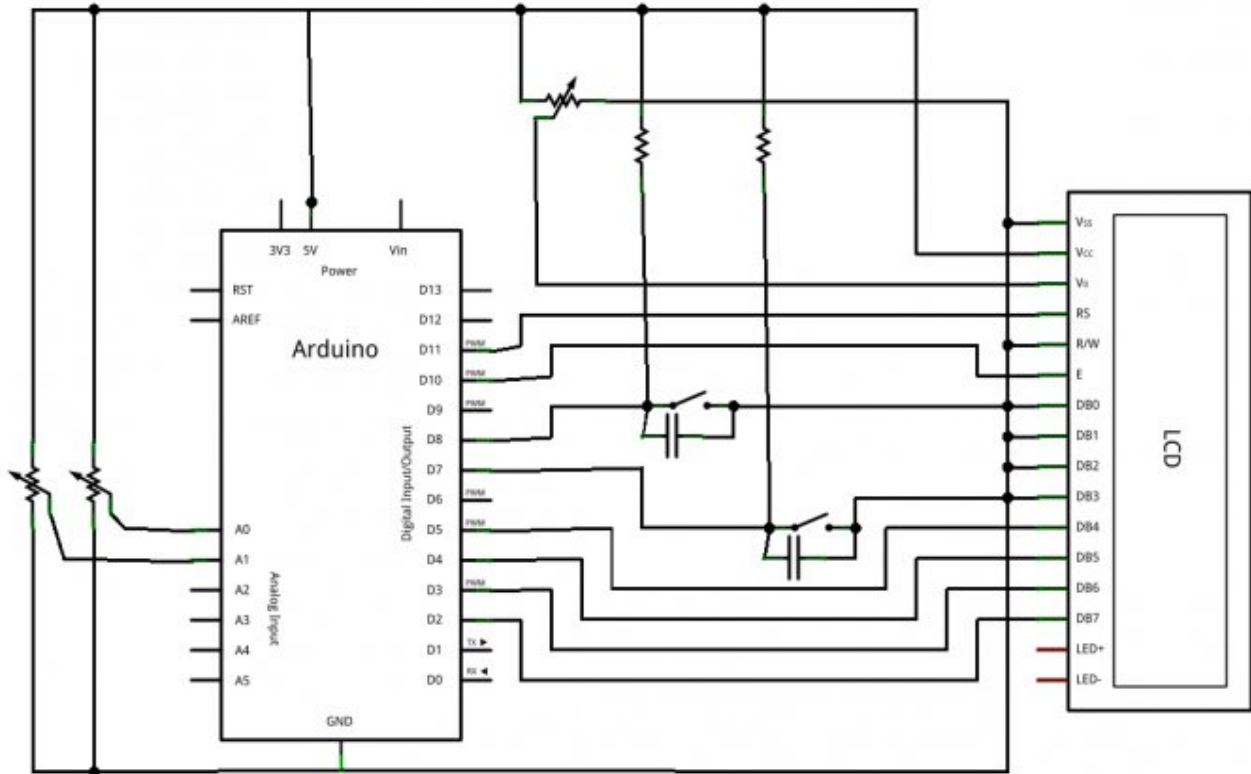 3V3 5V Vin
Power
RST
AREF
Arduino
A0
A1
A2
A3
A4
A5
Analog Input
GND
Digital Input/Output
D13
D12
D11 PWM
D10 PWM
D9 PWM
D8
D7
D6 PWM
D5 PWM
D4
D3 PWM
D2
D1 TX ▶
D0 RX ◀
VSS
VCC
RS
R/W
E
DB0
DB1
DB2
DB3
DB4
DB5
DB6
DB7
LED+
LED-
LCD